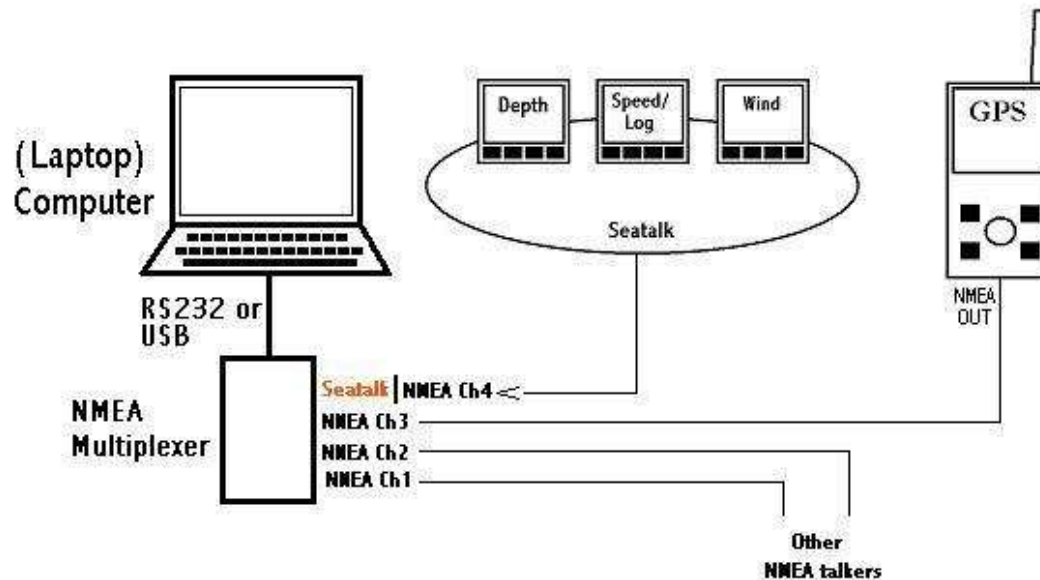 Depth
Speed/
Log
Wind
GPS
(Laptop)
Computer
Seatalk
RS232 or
USB
NMEA
OUT
Seatalk | NMEA Ch4
NMEA
Multiplexer
NMEA Ch3
NMEA Ch2
NMEA Ch1
Other
NMEA talkers